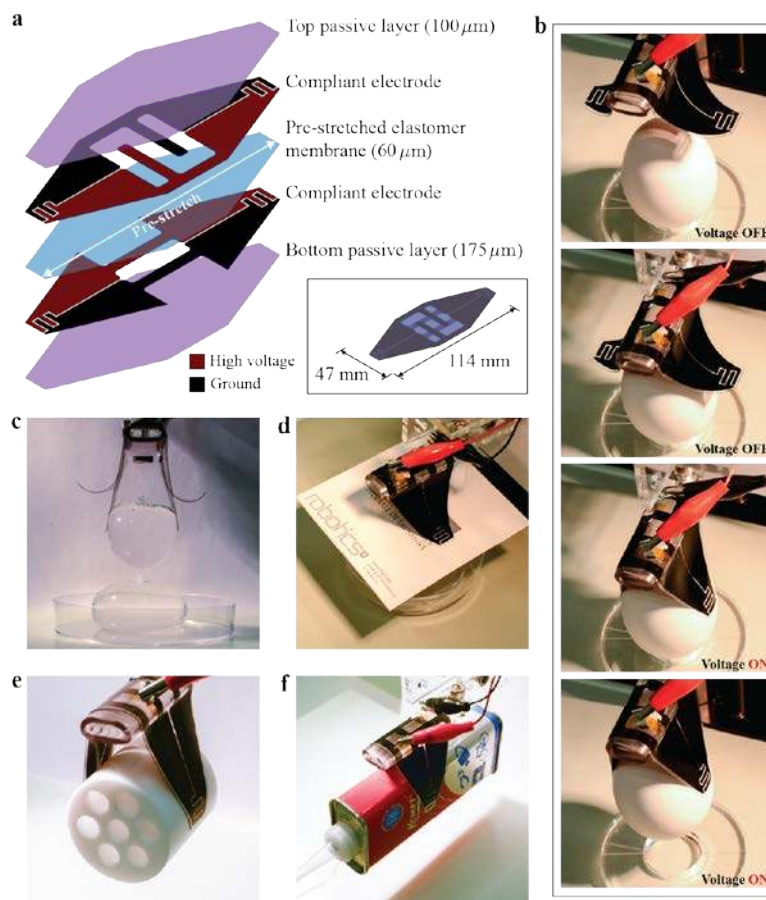 a
Top passive layer (100 μm)
Compliant electrode
Pre-stretched elastomer
membrane (60 μm)
Compliant electrode
Pre-stretch
Bottom passive layer (175 μm)
High voltage
Ground
47 mm
114 mm
b
Voltage OFF
Voltage OFF
Voltage ON
Voltage ON
c
d
robotics+
e
f